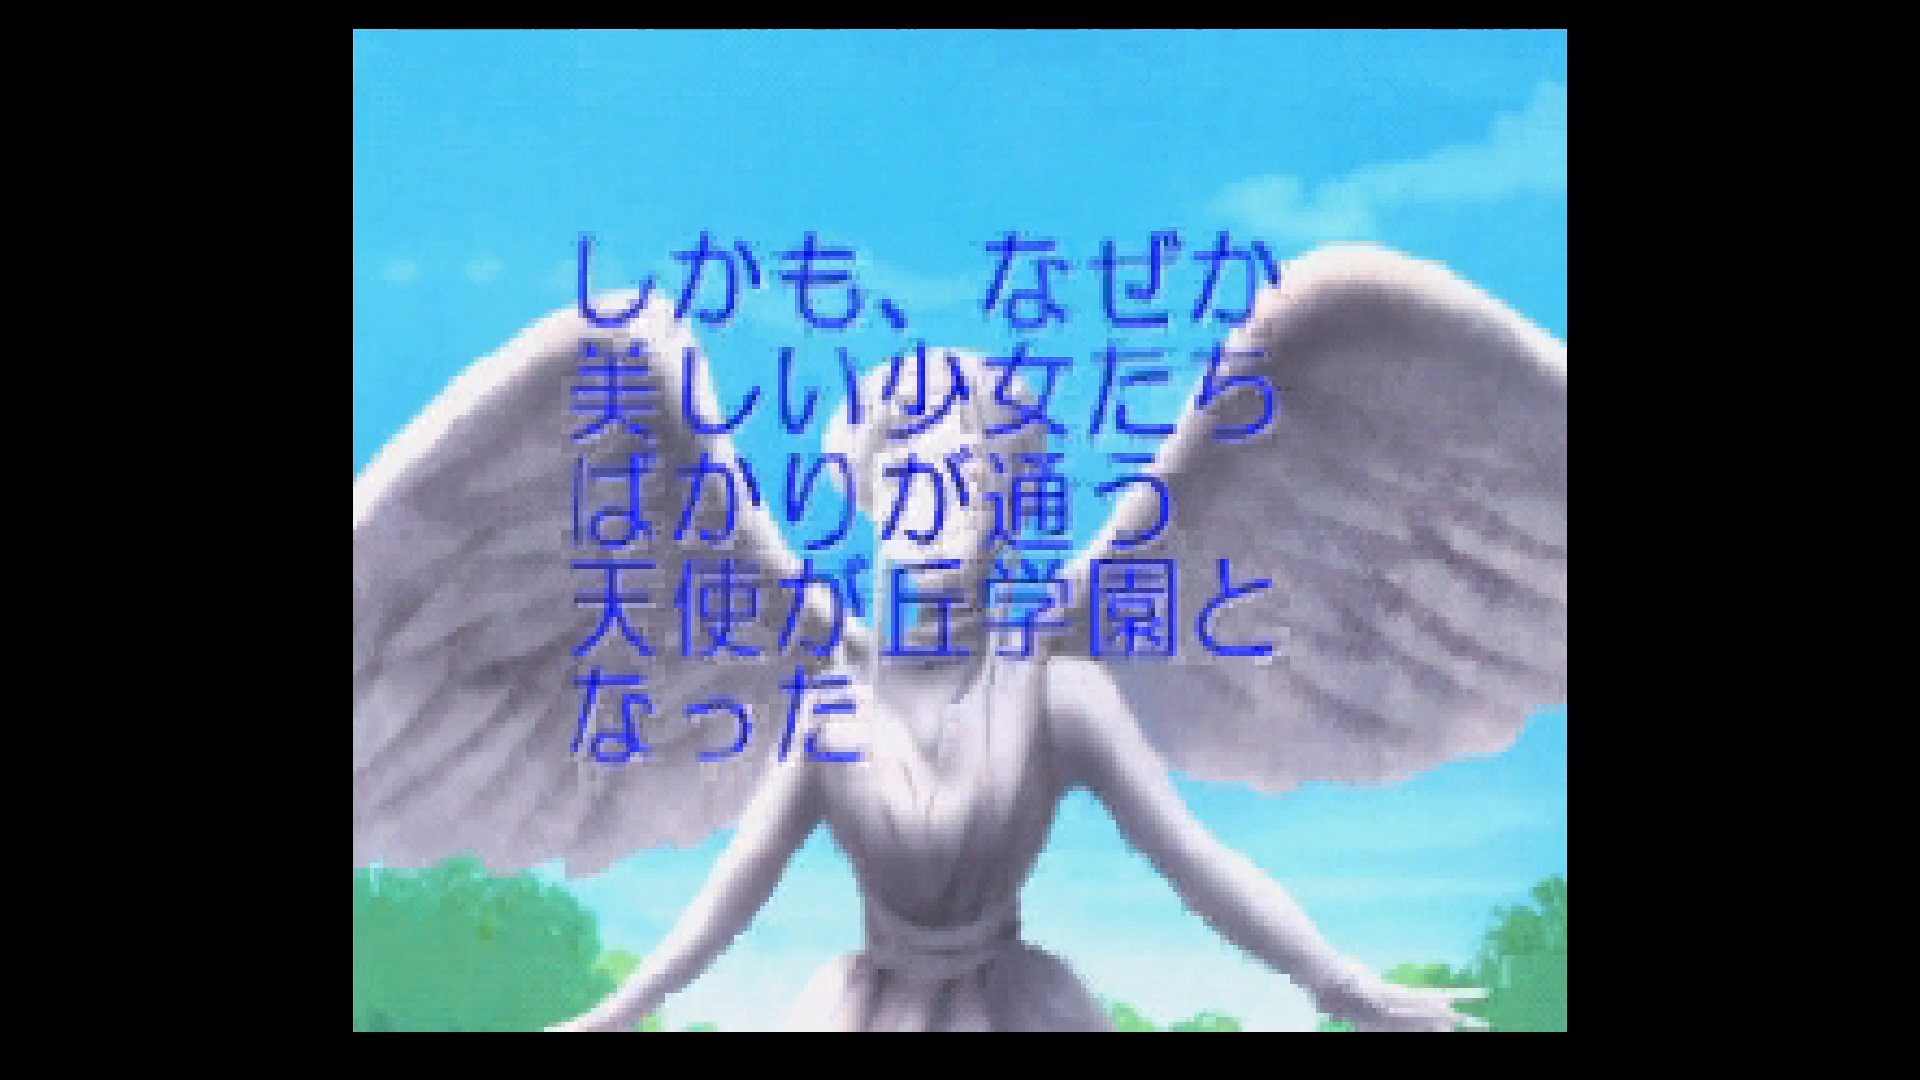 しかも、なぜか
美しい少女たち
ばかりが通う
天使が丘学園と
なった